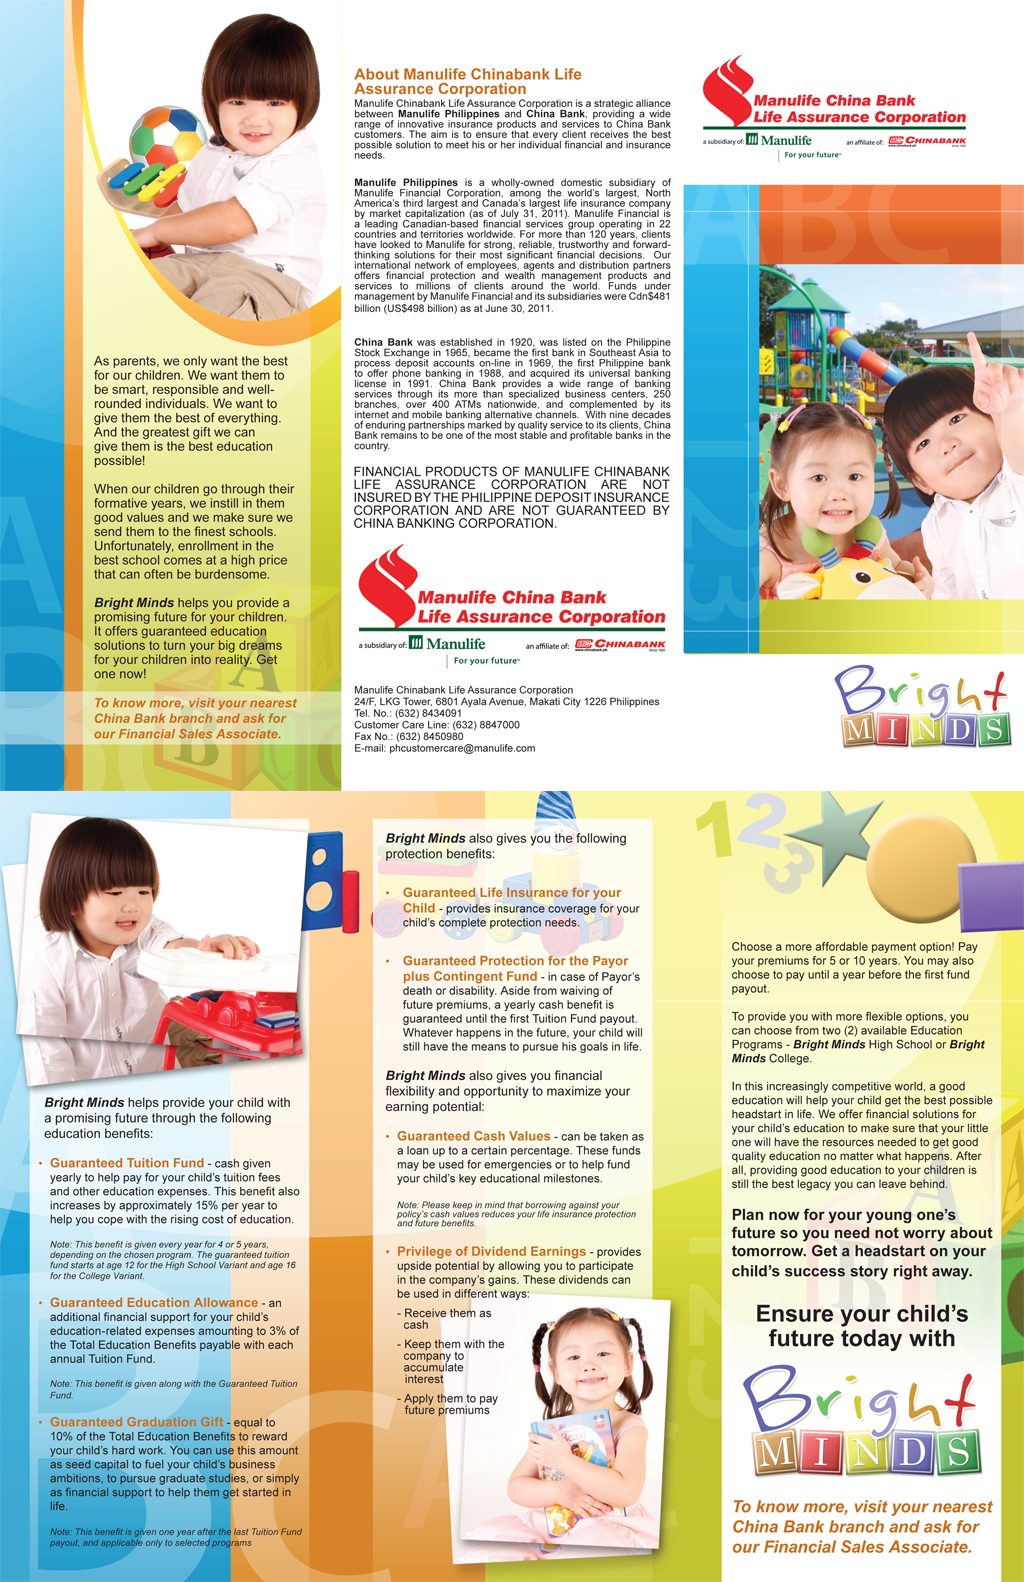 As parents, we only want the best
for our children. We want them to
be smart, responsible and well-
rounded individuals. We want to
give them the best of everything.
And the greatest gift we can
give them is the best education
possible!
When our children go through their
formative years, we instill in them
good values and we make sure we
send them to the finest schools.
Unfortunately, enrollment in the
best school comes at a high price
that can often be burdensome.
Bright Minds helps you provide a
promising future for your children.
It offers guaranteed education
solutions to turn your big dreams
for your children into reality. Get
one now!
To know more, visit your nearest
China Bank branch and ask for
our Financial Sales Associate.
About Manulife Chinabank Life
Assurance Corporation
Manulife Chinabank Life Assurance Corporation is a strategic alliance
between Manulife Philippines and China Bank, providing a wide
range of innovative insurance products and services to China Bank
customers. The aim is to ensure that every client receives the best
possible solution to meet his or her individual financial and insurance
needs.
Manulife Philippines is a wholly-owned domestic subsidiary of
Manulife Financial Corporation, among the world's largest, North
America's third largest and Canada's largest life insurance company
by market capitalization (as of July 31, 2011). Manulife Financial is
a leading Canadian-based financial services group operating in 22
countries and territories worldwide. For more than 120 years, clients
have looked to Manulife for strong, reliable, trustworthy and forward-
thinking solutions for their most significant financial decisions. Our
international network of employees, agents and distribution partners
offers financial protection and wealth management products and
services to millions of clients around the world. Funds under
management by Manulife Financial and its subsidiaries were Cdn$481
billion (US$498 billion) as at June 30, 2011.
China Bank was established in 1920, was listed on the Philippine
Stock Exchange in 1965, became the first bank in Southeast Asia to
process deposit accounts on-line in 1969, the first Philippine bank
to offer phone banking in 1988, and acquired its universal banking
license in 1991. China Bank provides a wide range of banking
services through its more than specialized business centers, 250
branches, over 400 ATMs nationwide, and complemented by its
internet and mobile banking alternative channels. With nine decades
of enduring partnerships marked by quality service to its clients, China
Bank remains to be one of the most stable and profitable banks in the
country.
FINANCIAL PRODUCTS OF MANULIFE CHINABANK
LIFE ASSURANCE CORPORATION ARE NOT
INSURED BY THE PHILIPPINE DEPOSIT INSURANCE
CORPORATION AND ARE NOT GUARANTEED BY
CHINA BANKING CORPORATION.
Manulife China Bank
Life Assurance Corporation
a subsidiary of: Manulife an affiliate of: CHINABANK
www.chinabank.ph Since 1920
For your future™
Manulife Chinabank Life Assurance Corporation
24/F, LKG Tower, 6801 Ayala Avenue, Makati City 1226 Philippines
Tel. No.: (632) 8434091
Customer Care Line: (632) 8847000
Fax No.: (632) 8450980
E-mail: phcustomercare@manulife.com
Manulife China Bank
Life Assurance Corporation
a subsidiary of: Manulife an affiliate of: CHINABANK
www.chinabank.ph Since 1920
For your future™
ABC
123
Bright
MINDS
Bright Minds helps provide your child with
a promising future through the following
education benefits:
• Guaranteed Tuition Fund - cash given
yearly to help pay for your child's tuition fees
and other education expenses. This benefit also
increases by approximately 15% per year to
help you cope with the rising cost of education.
Note: This benefit is given every year for 4 or 5 years,
depending on the chosen program. The guaranteed tuition
fund starts at age 12 for the High School Variant and age 16
for the College Variant.
• Guaranteed Education Allowance - an
additional financial support for your child's
education-related expenses amounting to 3% of
the Total Education Benefits payable with each
annual Tuition Fund.
Note: This benefit is given along with the Guaranteed Tuition
Fund.
• Guaranteed Graduation Gift - equal to
10% of the Total Education Benefits to reward
your child's hard work. You can use this amount
as seed capital to fuel your child's business
ambitions, to pursue graduate studies, or simply
as financial support to help them get started in
life.
Note: This benefit is given one year after the last Tuition Fund
payout, and applicable only to selected programs
Bright Minds also gives you the following
protection benefits:
• Guaranteed Life Insurance for your
Child - provides insurance coverage for your
child's complete protection needs.
• Guaranteed Protection for the Payor
plus Contingent Fund - in case of Payor's
death or disability. Aside from waiving of
future premiums, a yearly cash benefit is
guaranteed until the first Tuition Fund payout.
Whatever happens in the future, your child will
still have the means to pursue his goals in life.
Bright Minds also gives you financial
flexibility and opportunity to maximize your
earning potential:
• Guaranteed Cash Values - can be taken as
a loan up to a certain percentage. These funds
may be used for emergencies or to help fund
your child's key educational milestones.
Note: Please keep in mind that borrowing against your
policy's cash values reduces your life insurance protection
and future benefits.
• Privilege of Dividend Earnings - provides
upside potential by allowing you to participate
in the company's gains. These dividends can
be used in different ways:
- Receive them as
cash
- Keep them with the
company to
accumulate
interest
- Apply them to pay
future premiums
123
Choose a more affordable payment option! Pay
your premiums for 5 or 10 years. You may also
choose to pay until a year before the first fund
payout.
To provide you with more flexible options, you
can choose from two (2) available Education
Programs - Bright Minds High School or Bright
Minds College.
In this increasingly competitive world, a good
education will help your child get the best possible
headstart in life. We offer financial solutions for
your child's education to make sure that your little
one will have the resources needed to get good
quality education no matter what happens. After
all, providing good education to your children is
still the best legacy you can leave behind.
Plan now for your young one's
future so you need not worry about
tomorrow. Get a headstart on your
child's success story right away.
Ensure your child's
future today with
Bright
MINDS
To know more, visit your nearest
China Bank branch and ask for
our Financial Sales Associate.